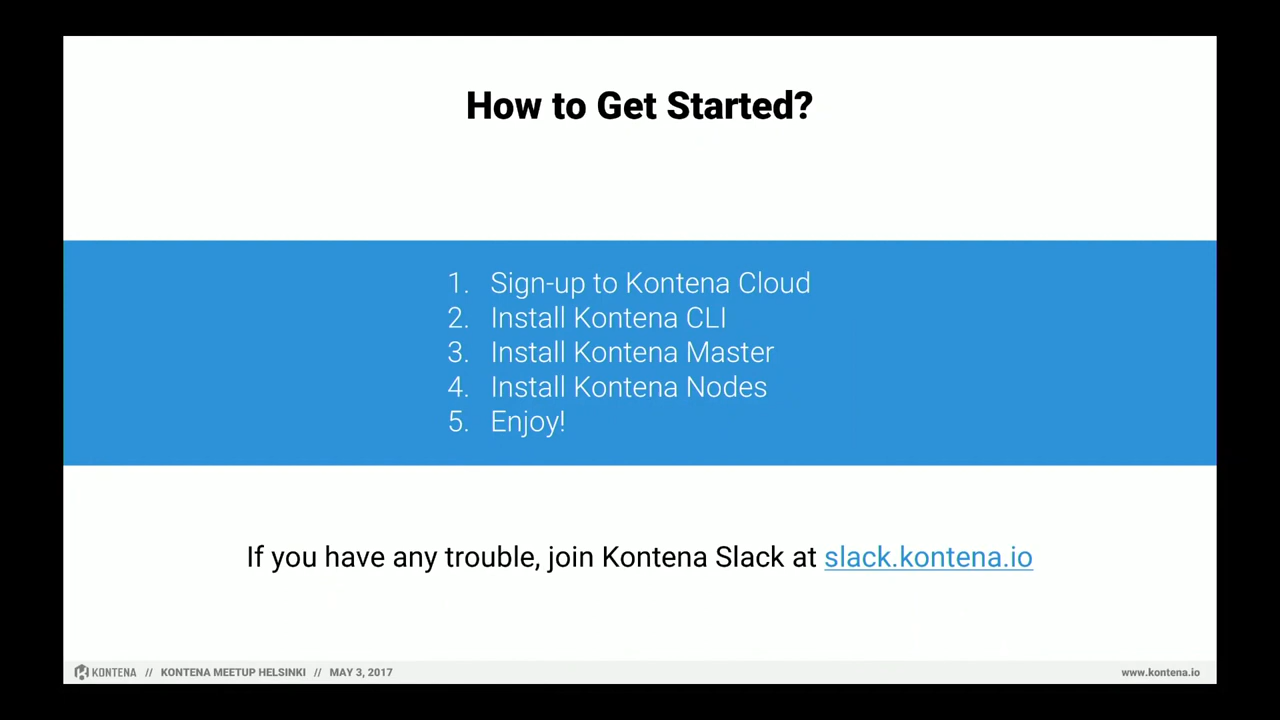 How to Get Started?
1. Sign-up to Kontena Cloud
2. Install Kontena CLI
3. Install Kontena Master
4. Install Kontena Nodes
5. Enjoy!
If you have any trouble, join Kontena Slack at slack.kontena.io
KONTENA // KONTENA MEETUP HELSINKI // MAY 3, 2017
www.kontena.io